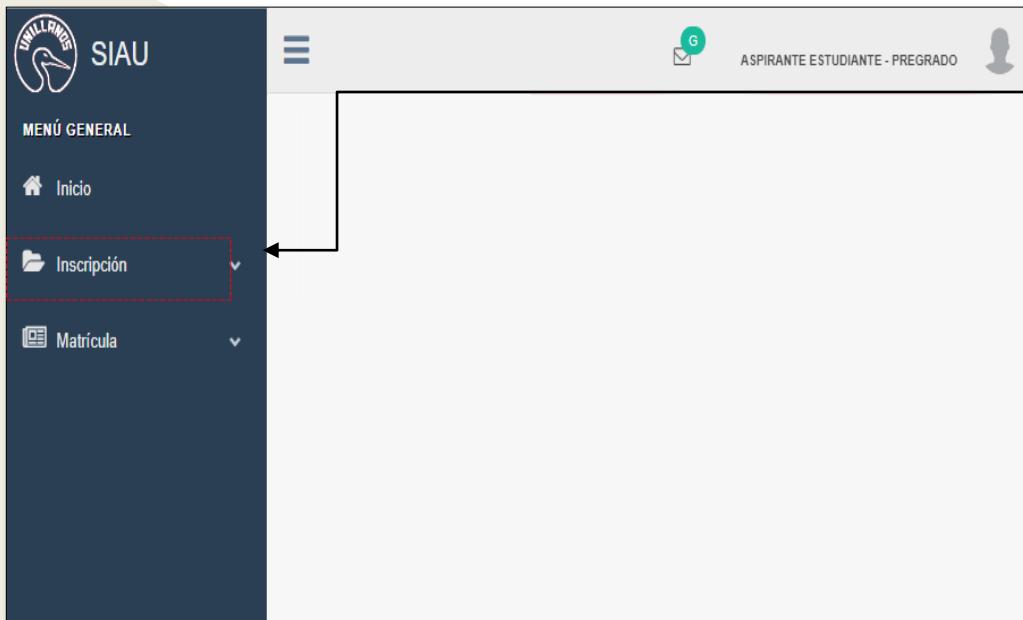 UNILLANOS
SIAU
G
ASPIRANTE ESTUDIANTE - PREGRADO
MENÚ GENERAL
Inicio
Inscripción
Matrícula